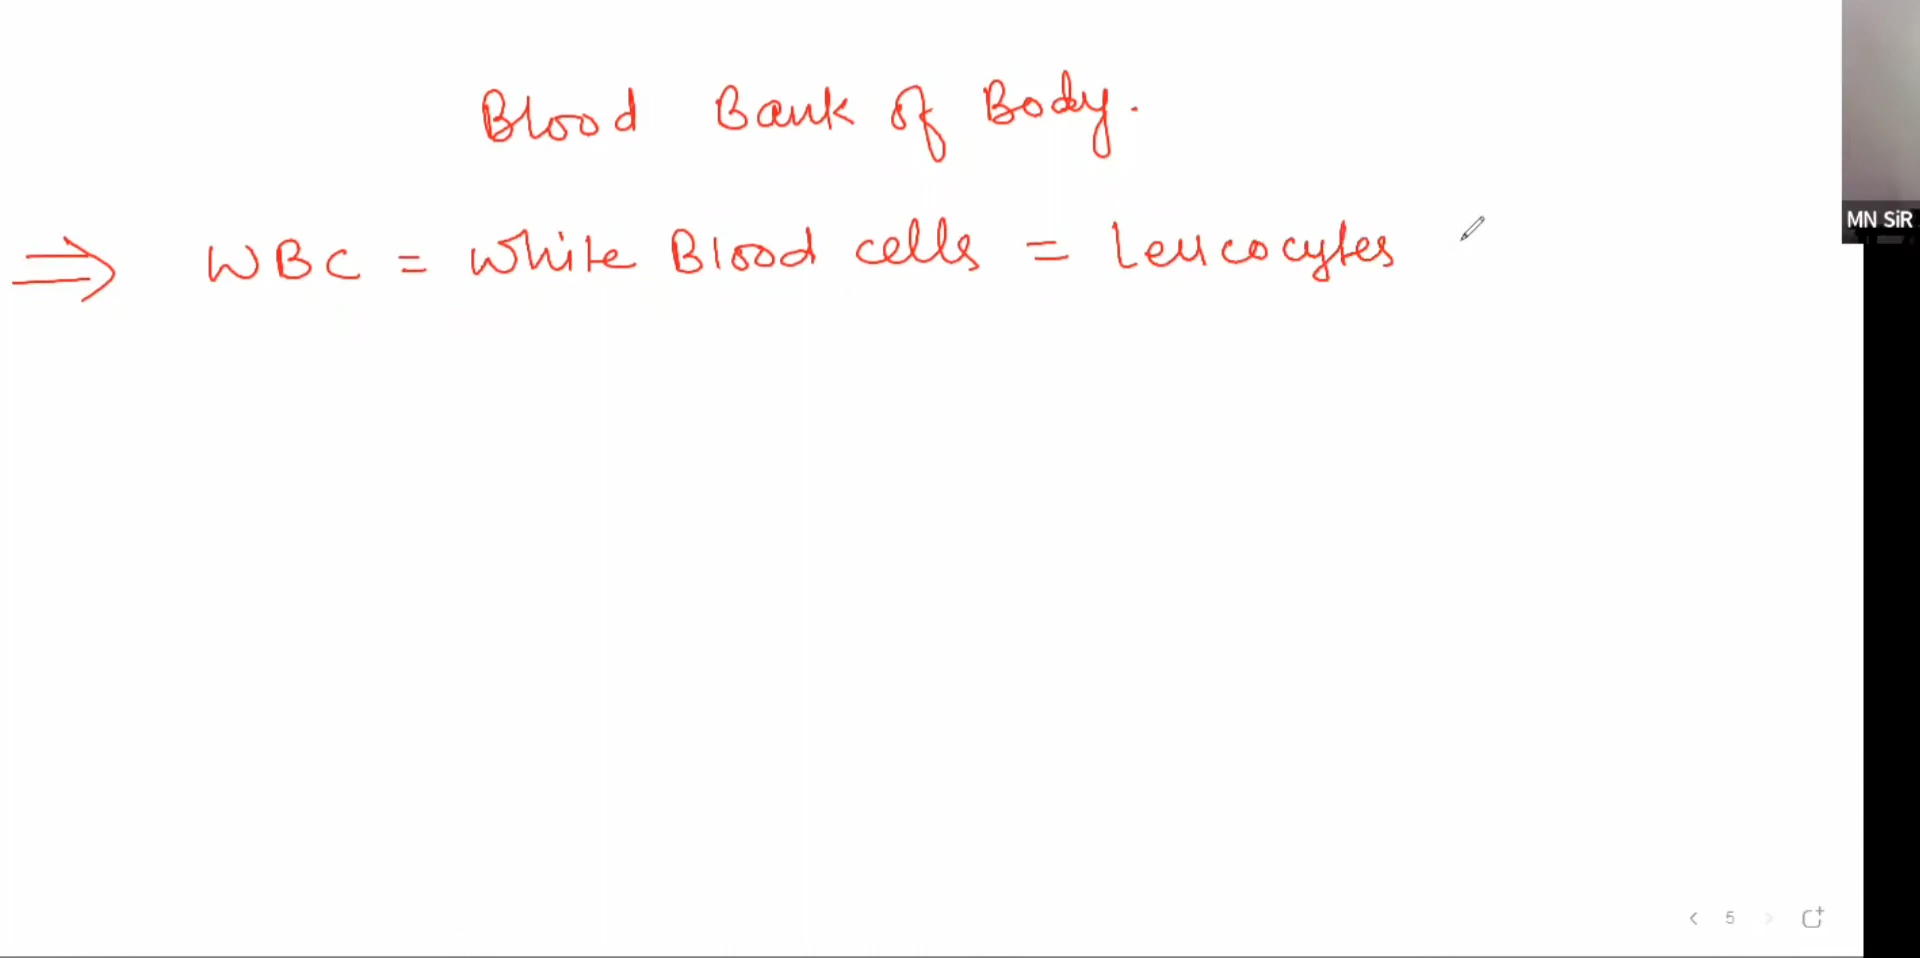 Blood Bank of Body.
⇒ WBC = White Blood cells = Leucocytes
MN SiR
< 5 >